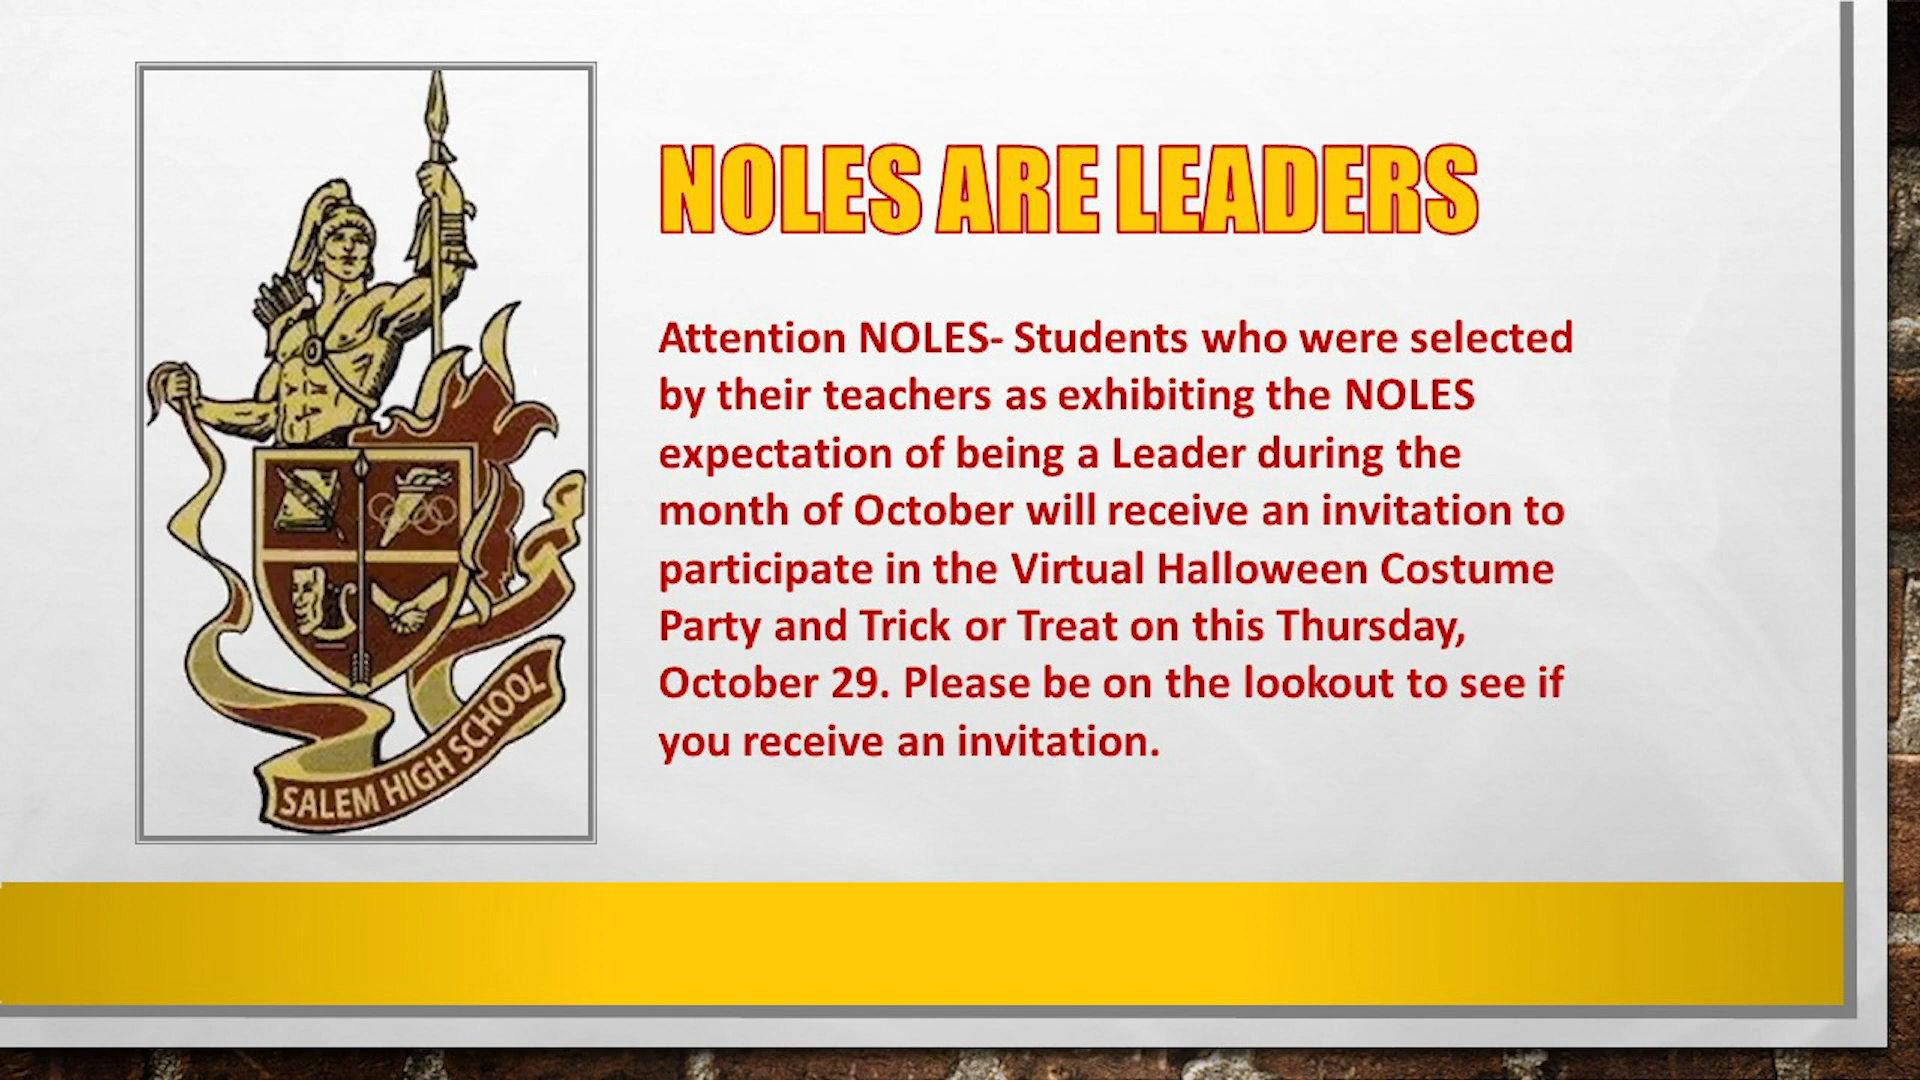 NOLES ARE LEADERS
Attention NOLES- Students who were selected
by their teachers as exhibiting the NOLES
expectation of being a Leader during the
month of October will receive an invitation to
participate in the Virtual Halloween Costume
Party and Trick or Treat on this Thursday,
October 29. Please be on the lookout to see if
you receive an invitation.
SALEM HIGH SCHOOL